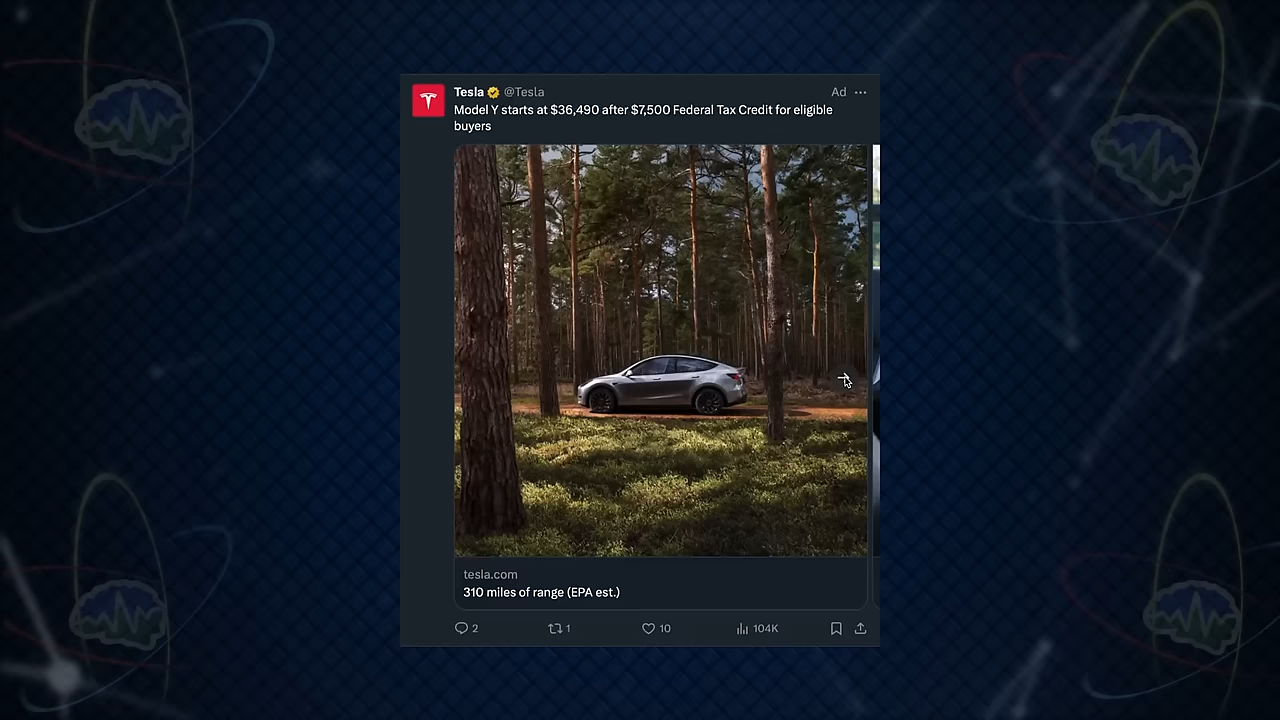 Tesla @Tesla Ad
Model Y starts at $36,490 after $7,500 Federal Tax Credit for eligible
buyers
tesla.com
310 miles of range (EPA est.)
2 1 10 104K